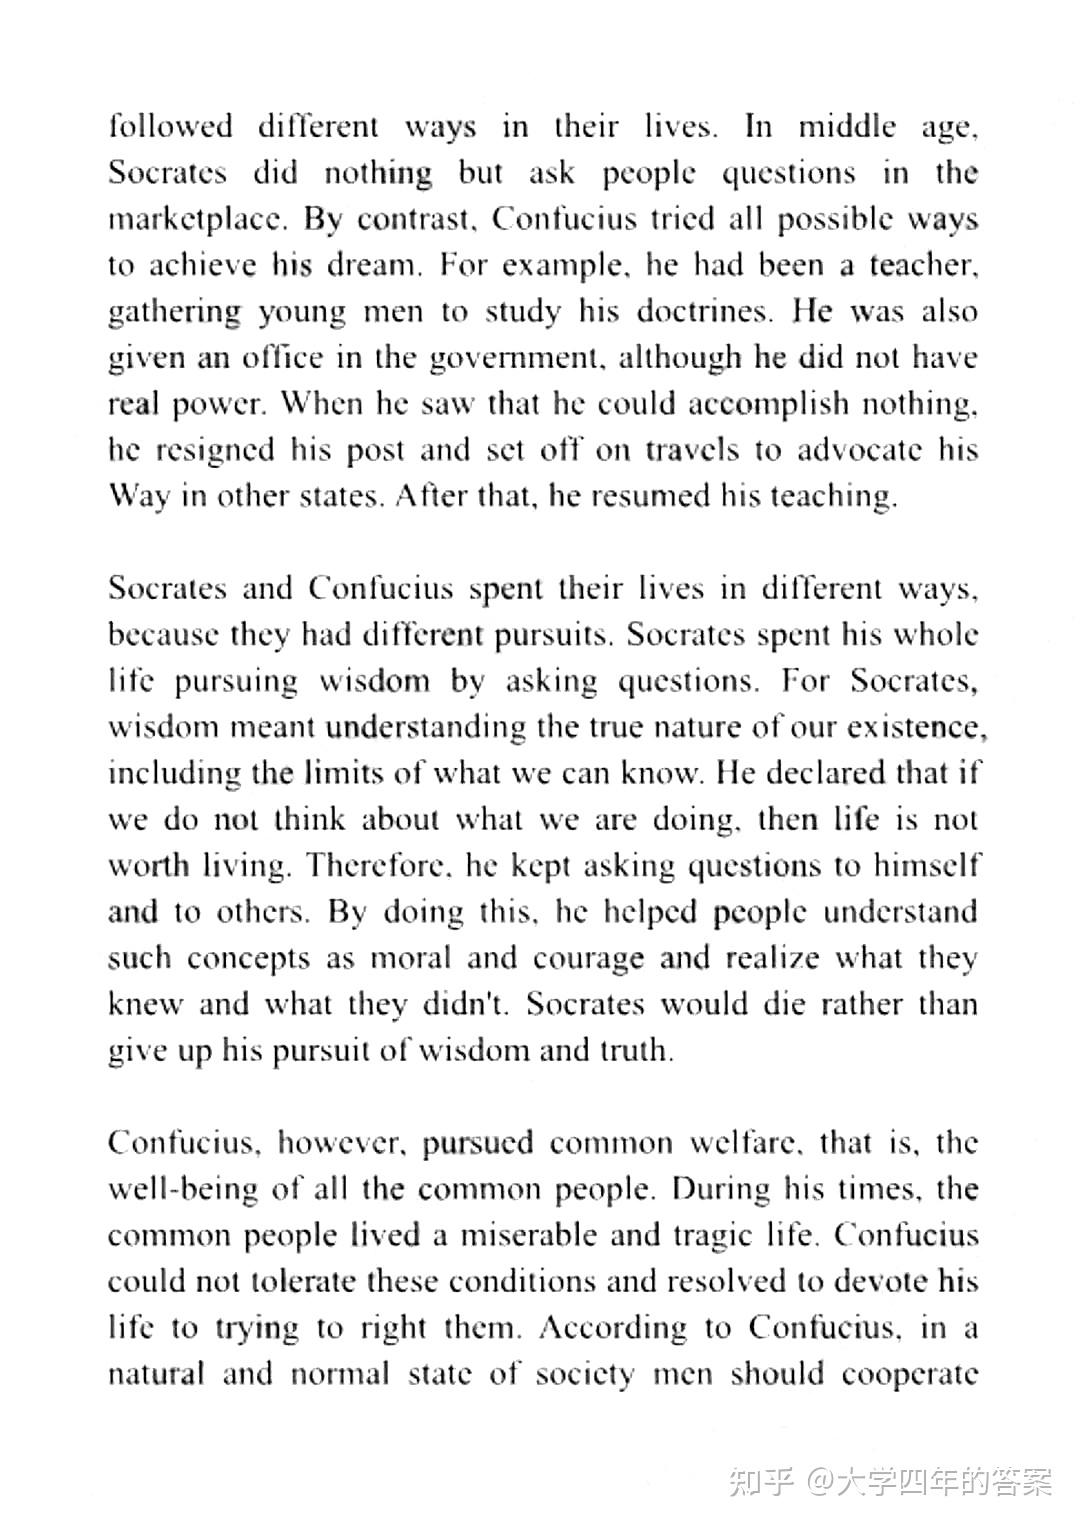 followed different ways in their lives. In middle age,
Socrates did nothing but ask people questions in the
marketplace. By contrast, Confucius tried all possible ways
to achieve his dream. For example, he had been a teacher,
gathering young men to study his doctrines. He was also
given an office in the government, although he did not have
real power. When he saw that he could accomplish nothing,
he resigned his post and set off on travels to advocate his
Way in other states. After that, he resumed his teaching.
Socrates and Confucius spent their lives in different ways,
because they had different pursuits. Socrates spent his whole
life pursuing wisdom by asking questions. For Socrates,
wisdom meant understanding the true nature of our existence,
including the limits of what we can know. He declared that if
we do not think about what we are doing, then life is not
worth living. Therefore, he kept asking questions to himself
and to others. By doing this, he helped people understand
such concepts as moral and courage and realize what they
knew and what they didn't. Socrates would die rather than
give up his pursuit of wisdom and truth.
Confucius, however, pursued common welfare, that is, the
well-being of all the common people. During his times, the
common people lived a miserable and tragic life. Confucius
could not tolerate these conditions and resolved to devote his
life to trying to right them. According to Confucius, in a
natural and normal state of society men should cooperate
知乎 @大学四年的答案